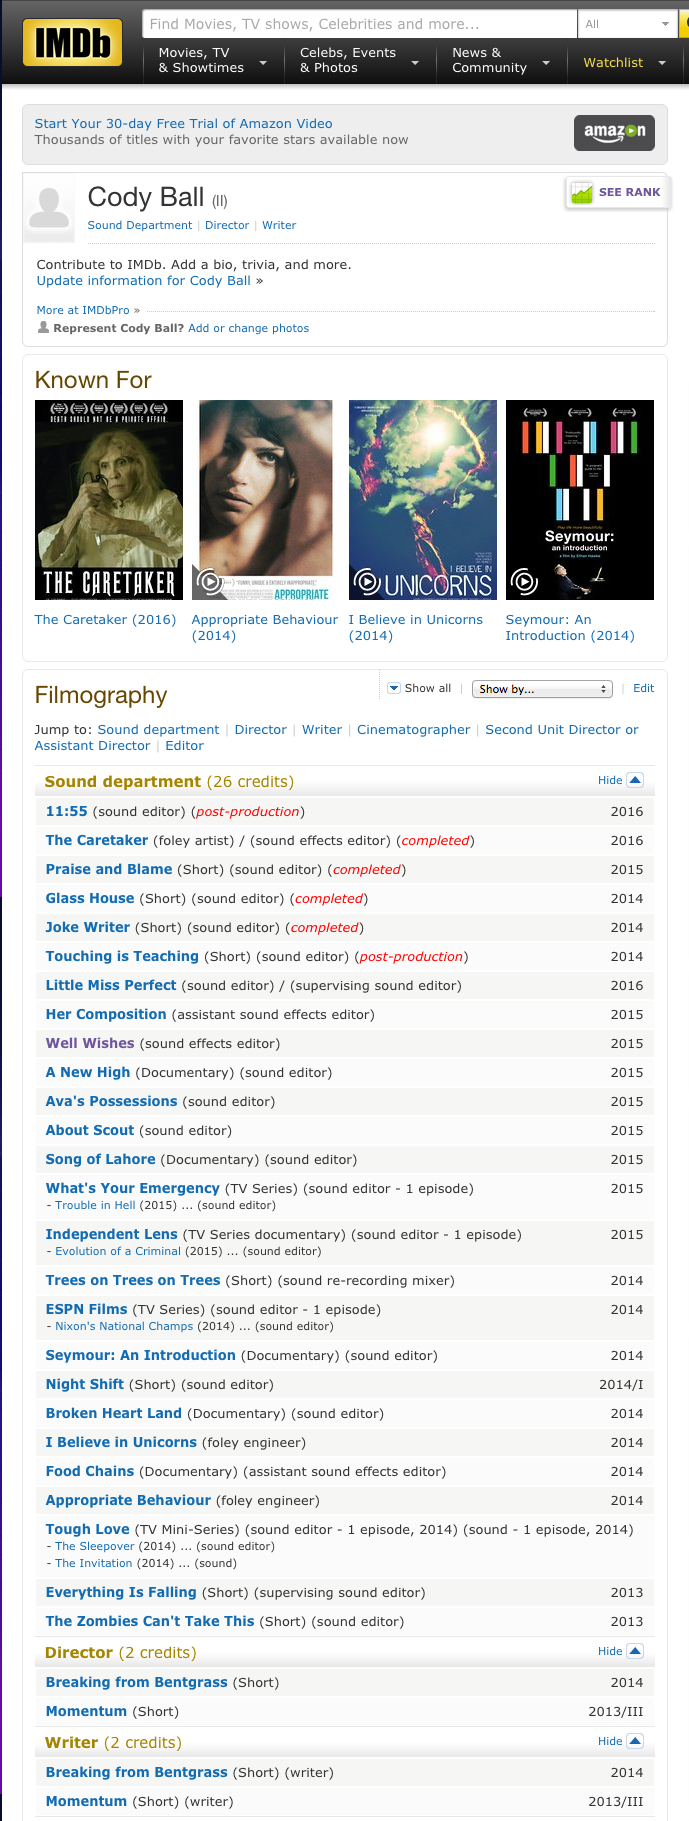 IMDb
Find Movies, TV shows, Celebrities and more...
All
Movies, TV
& Showtimes
Celebs, Events
& Photos
News &
Community
Watchlist
Start Your 30-day Free Trial of Amazon Video
Thousands of titles with your favorite stars available now
amazon
Cody Ball (II)
SEE RANK
Sound Department | Director | Writer
Contribute to IMDb. Add a bio, trivia, and more.
Update information for Cody Ball »
More at IMDbPro »
Represent Cody Ball? Add or change photos
Known For
DEATH SHOULD NOT BE A PRIVATE AFFAIR.
THE CARETAKER
APPROPRIATE
I BELIEVE IN
UNICORNS
Seymour:
an introduction
a film by Ethan Hawke
The Caretaker (2016)
Appropriate Behaviour
(2014)
I Believe in Unicorns
(2014)
Seymour: An
Introduction (2014)
Filmography
Show all | Show by... | Edit
Jump to: Sound department | Director | Writer | Cinematographer | Second Unit Director or
Assistant Director | Editor
Sound department (26 credits) Hide
11:55 (sound editor) (post-production) 2016
The Caretaker (foley artist) / (sound effects editor) (completed) 2016
Praise and Blame (Short) (sound editor) (completed) 2015
Glass House (Short) (sound editor) (completed) 2014
Joke Writer (Short) (sound editor) (completed) 2014
Touching is Teaching (Short) (sound editor) (post-production) 2014
Little Miss Perfect (sound editor) / (supervising sound editor) 2016
Her Composition (assistant sound effects editor) 2015
Well Wishes (sound effects editor) 2015
A New High (Documentary) (sound editor) 2015
Ava's Possessions (sound editor) 2015
About Scout (sound editor) 2015
Song of Lahore (Documentary) (sound editor) 2015
What's Your Emergency (TV Series) (sound editor - 1 episode) 2015
- Trouble in Hell (2015) ... (sound editor)
Independent Lens (TV Series documentary) (sound editor - 1 episode) 2015
- Evolution of a Criminal (2015) ... (sound editor)
Trees on Trees on Trees (Short) (sound re-recording mixer) 2014
ESPN Films (TV Series) (sound editor - 1 episode) 2014
- Nixon's National Champs (2014) ... (sound editor)
Seymour: An Introduction (Documentary) (sound editor) 2014
Night Shift (Short) (sound editor) 2014/I
Broken Heart Land (Documentary) (sound editor) 2014
I Believe in Unicorns (foley engineer) 2014
Food Chains (Documentary) (assistant sound effects editor) 2014
Appropriate Behaviour (foley engineer) 2014
Tough Love (TV Mini-Series) (sound editor - 1 episode, 2014) (sound - 1 episode, 2014)
- The Sleepover (2014) ... (sound editor)
- The Invitation (2014) ... (sound)
Everything Is Falling (Short) (supervising sound editor) 2013
The Zombies Can't Take This (Short) (sound editor) 2013
Director (2 credits) Hide
Breaking from Bentgrass (Short) 2014
Momentum (Short) 2013/III
Writer (2 credits) Hide
Breaking from Bentgrass (Short) (writer) 2014
Momentum (Short) (writer) 2013/III